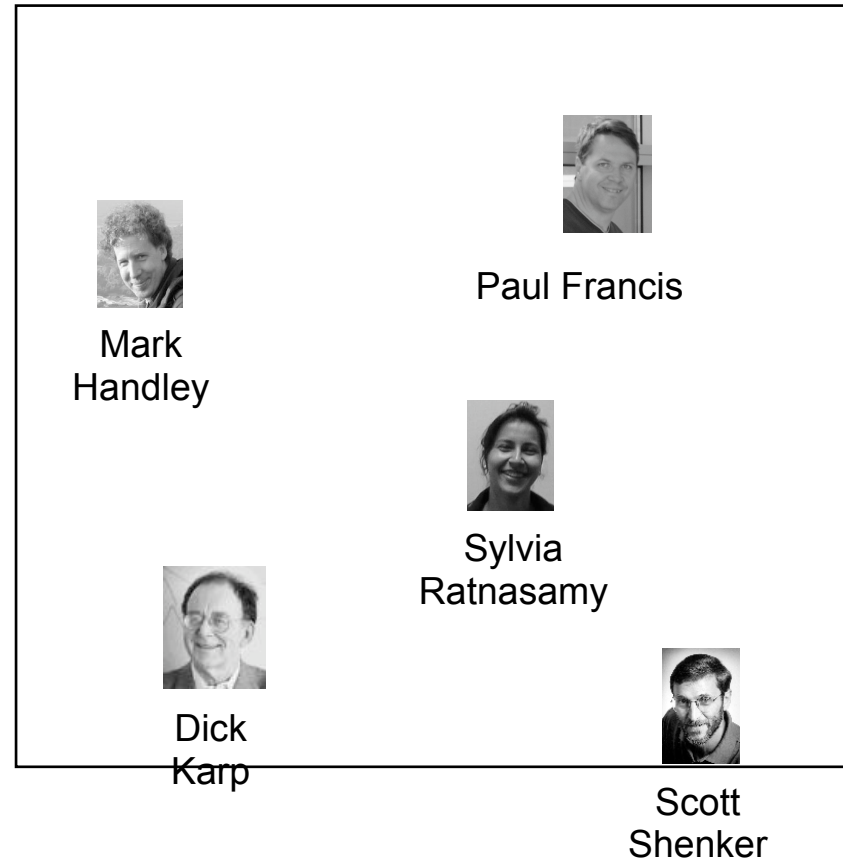 Paul Francis
Mark
Handley
Sylvia
Ratnasamy
Dick
Karp
Scott
Shenker